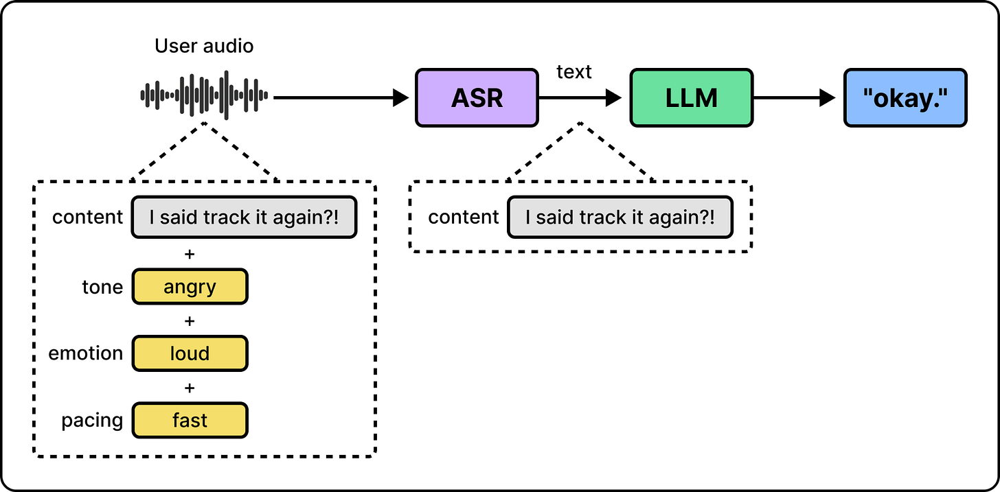 User audio
ASR
text
LLM
"okay."
content I said track it again?!
+
tone angry
+
emotion loud
+
pacing fast
content I said track it again?!